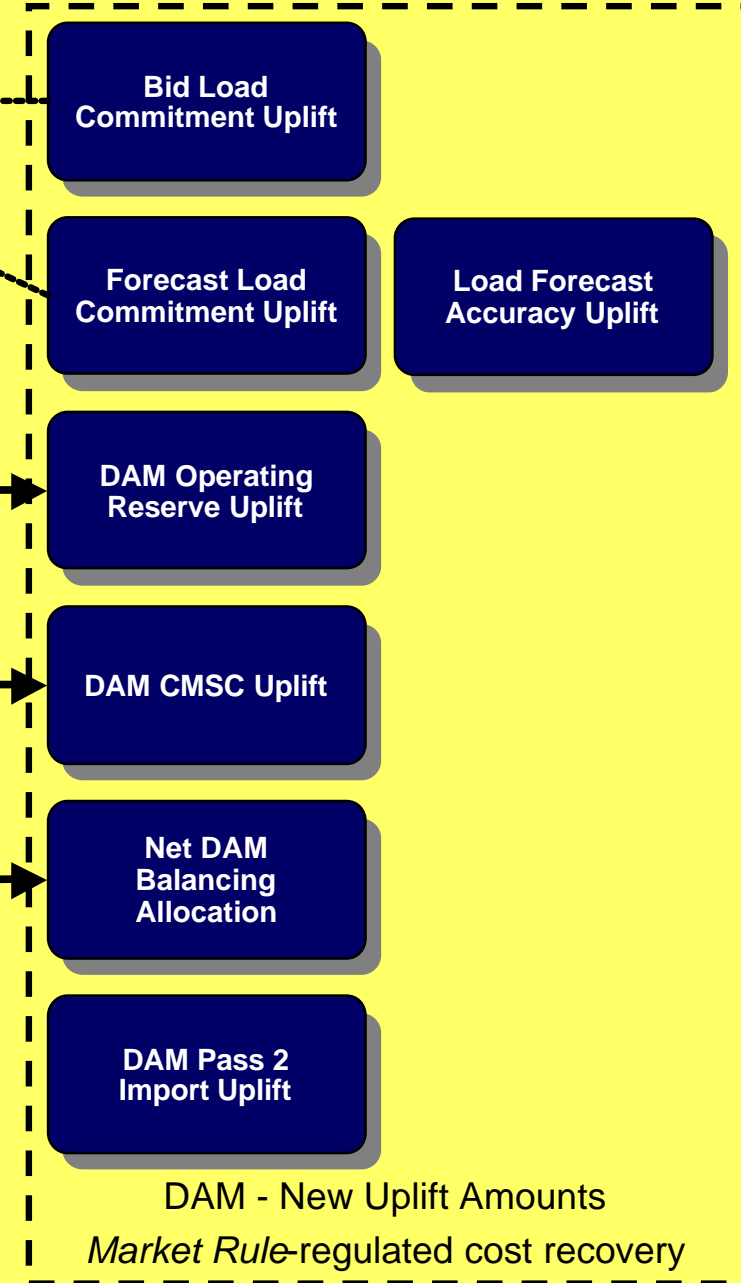 Bid Load
Commitment Uplift
Forecast Load
Commitment Uplift
Load Forecast
Accuracy Uplift
DAM Operating
Reserve Uplift
DAM CMSC Uplift
Net DAM
Balancing
Allocation
DAM Pass 2
Import Uplift
DAM - New Uplift Amounts
Market Rule-regulated cost recovery